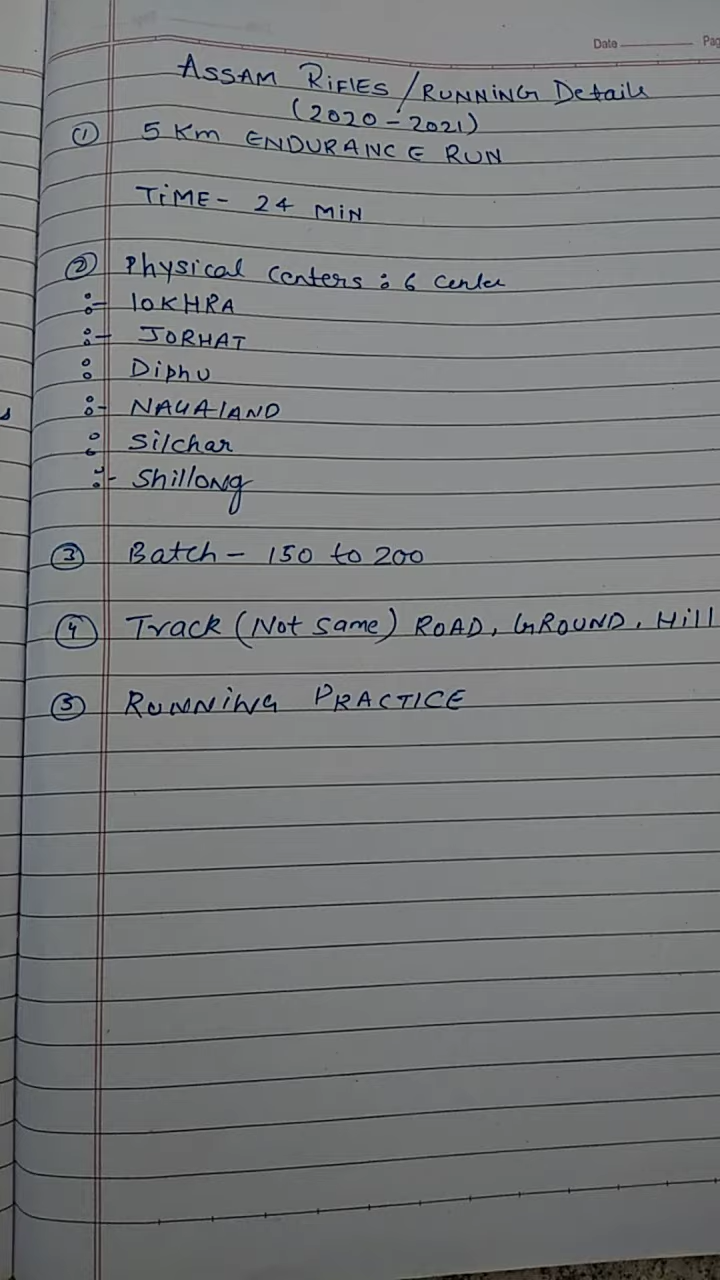 Date Pag
ASSAM RIFLES / RUNNING Details
(2020-2021)
① 5 Km ENDURANCE RUN
TIME - 24 MIN
② Physical Centers : 6 Center
:- lOKHRA
:- JORHAT
: Diphu
:- NAGAlAND
: Silchar
:- Shillong
③ Batch - 150 to 200
④ Track (Not same) ROAD, GROUND, Hill
⑤ RUNNiNG PRACTICE